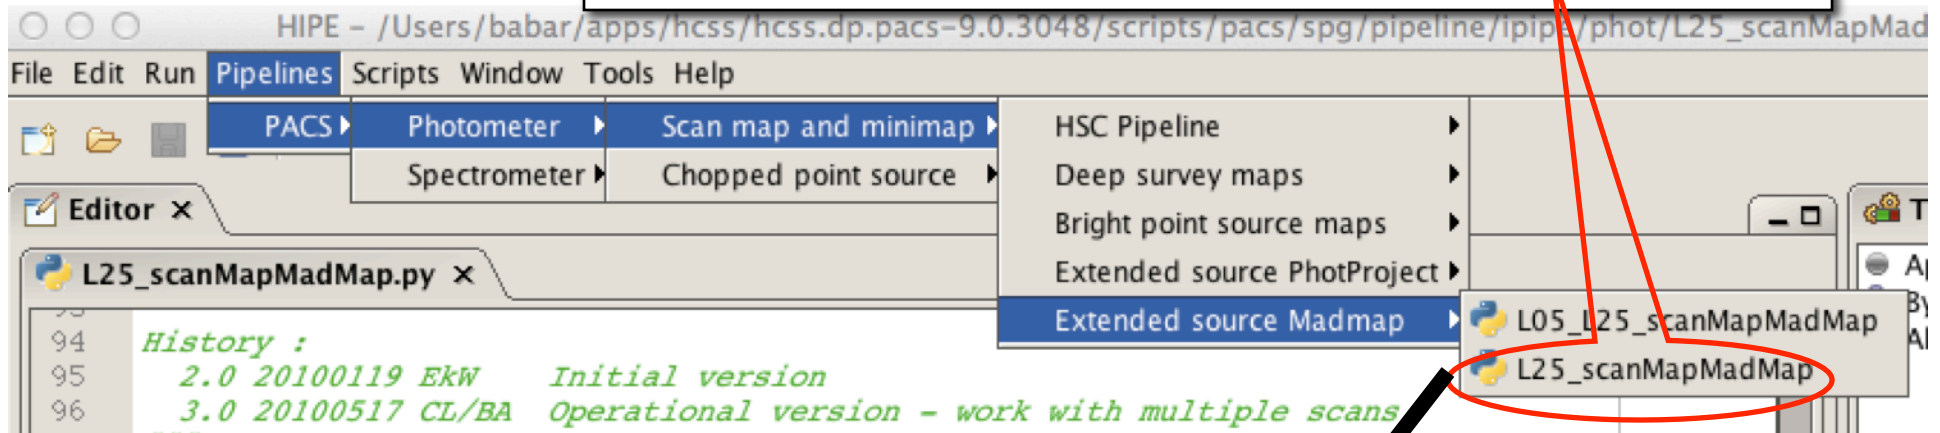 HIPE – /Users/babar/apps/hcss/hcss.dp.pacs-9.0.3048/scripts/pacs/spg/pipeline/ipipe/phot/L25_scanMapMad
File Edit Run Pipelines Scripts Window Tools Help
PACS Photometer Scan map and minimap HSC Pipeline
Spectrometer Chopped point source Deep survey maps
Editor
Bright point source maps
L25_scanMapMadMap.py Extended source PhotProject
Extended source Madmap L05_L25_scanMapMadMap
L25_scanMapMadMap
94 History :
95 2.0 20100119 EkW Initial version
96 3.0 20100517 CL/BA Operational version – work with multiple scans